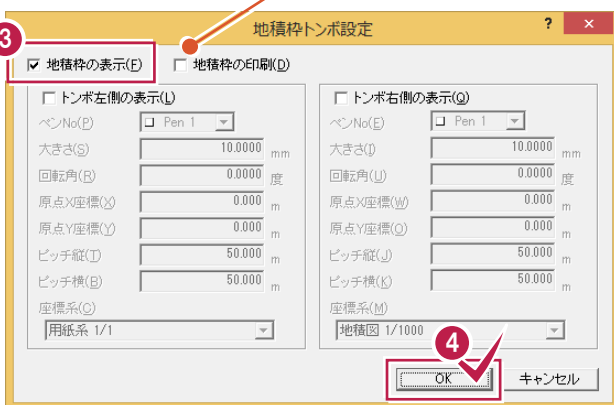 地積枠トンボ設定 ? ×
3
地積枠の表示(F) 地積枠の印刷(D)
トンボ左側の表示(L)
ペンNo(P) Pen 1
大きさ(S) 10.0000 mm
回転角(R) 0.0000 度
原点X座標(X) 0.000 m
原点Y座標(Y) 0.000 m
ピッチ縦(T) 50.000 m
ピッチ横(B) 50.000 m
座標系(C)
用紙系 1/1
トンボ右側の表示(Q)
ペンNo(E) Pen 1
大きさ(I) 10.0000 mm
回転角(U) 0.0000 度
原点X座標(W) 0.000 m
原点Y座標(O) 0.000 m
ピッチ縦(J) 50.000 m
ピッチ横(K) 50.000 m
座標系(M)
地積図 1/1000
4
OK キャンセル